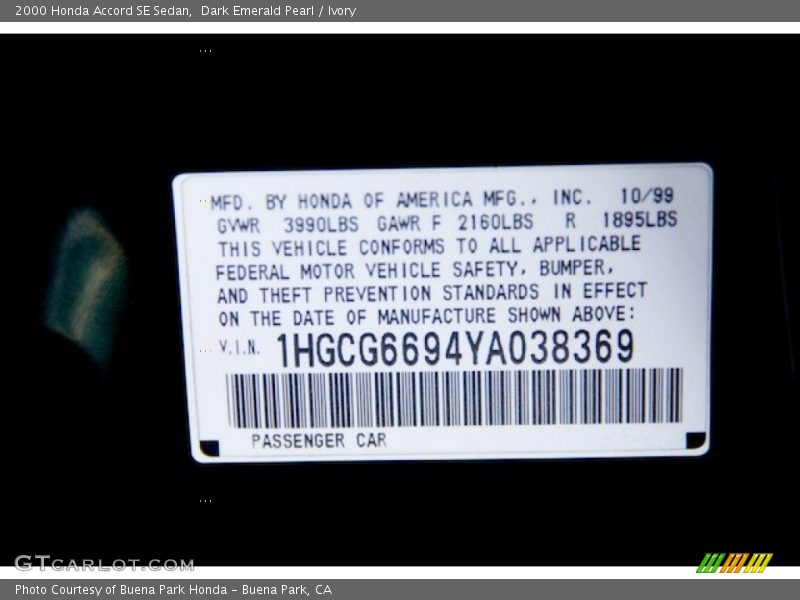 2000 Honda Accord SE Sedan, Dark Emerald Pearl / Ivory
MFD. BY HONDA OF AMERICA MFG., INC. 10/99
GVWR 3990LBS GAWR F 2160LBS R 1895LBS
THIS VEHICLE CONFORMS TO ALL APPLICABLE
FEDERAL MOTOR VEHICLE SAFETY, BUMPER,
AND THEFT PREVENTION STANDARDS IN EFFECT
ON THE DATE OF MANUFACTURE SHOWN ABOVE:
V.I.N. 1HGCG6694YA038369
PASSENGER CAR
GTCARLOT.COM
Photo Courtesy of Buena Park Honda - Buena Park, CA